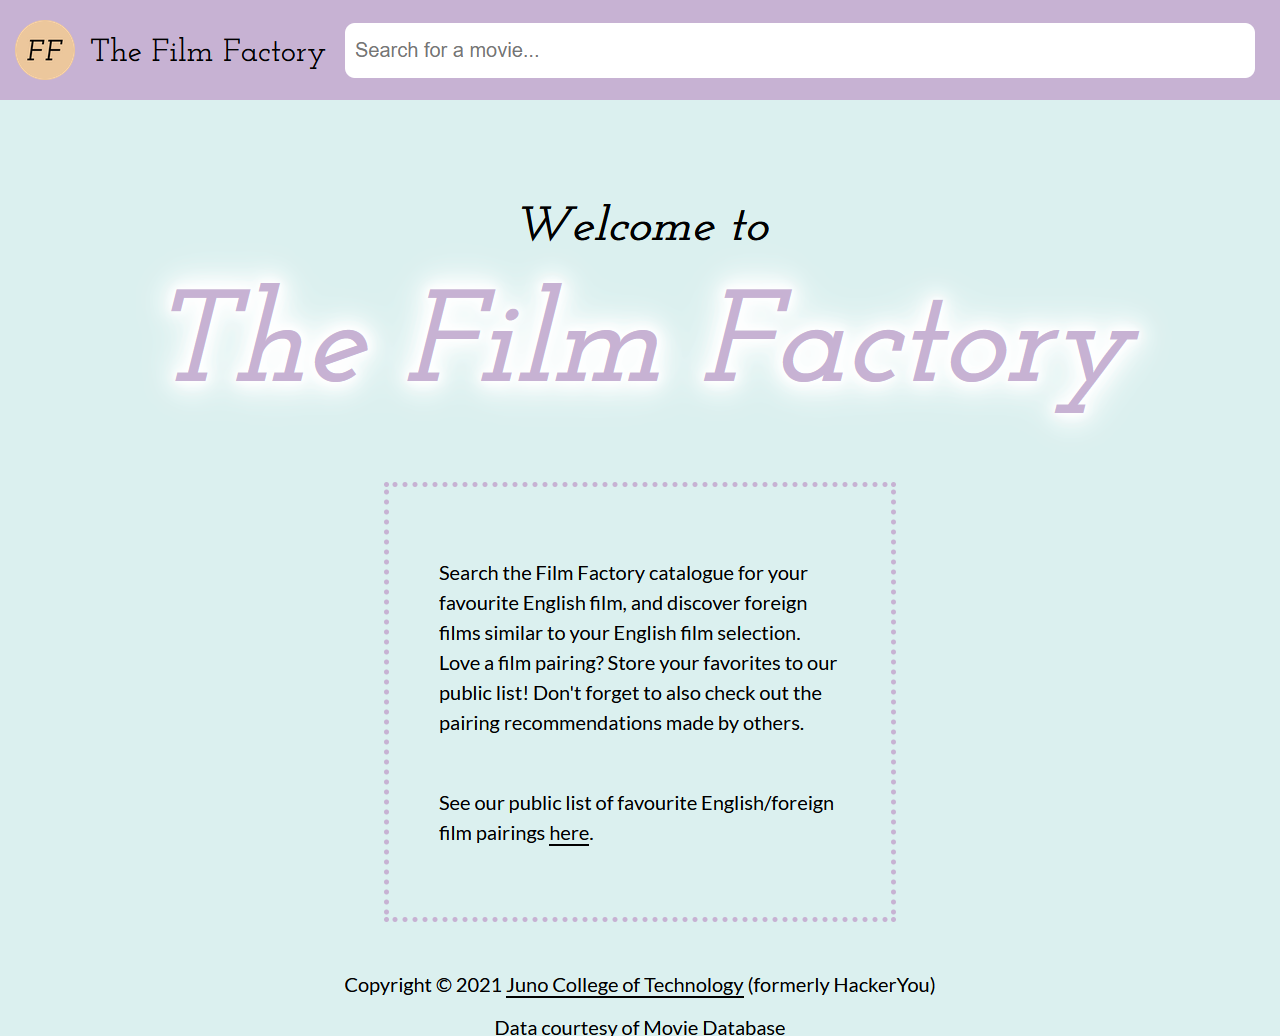 FF The Film Factory Search for a movie...
Welcome to
The Film Factory
Search the Film Factory catalogue for your
favourite English film, and discover foreign
films similar to your English film selection.
Love a film pairing? Store your favorites to our
public list! Don't forget to also check out the
pairing recommendations made by others.
See our public list of favourite English/foreign
film pairings here.
Copyright © 2021 Juno College of Technology (formerly HackerYou)
Data courtesy of Movie Database